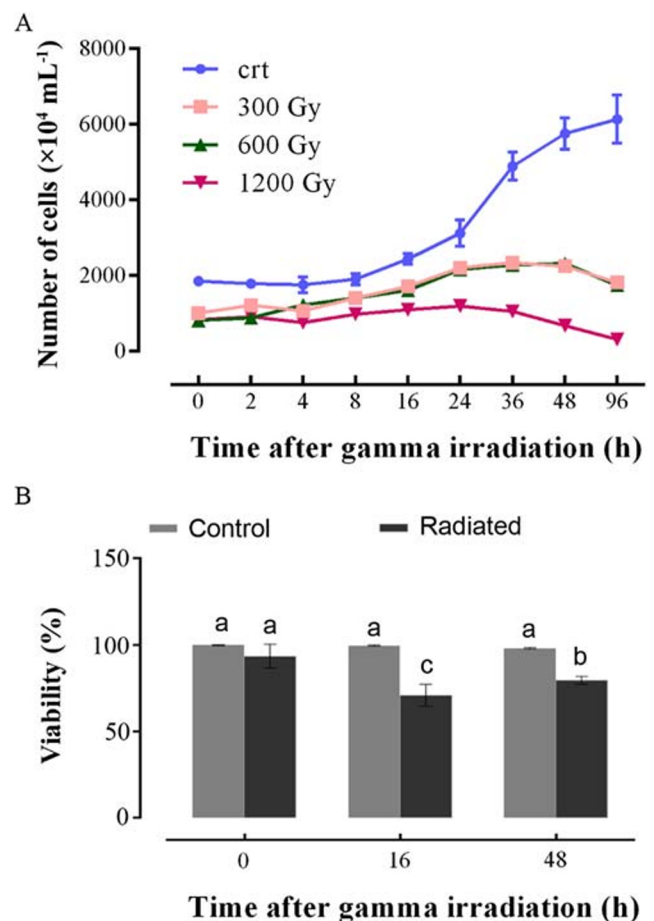 A
8000
6000
4000
2000
0
Number of cells (×10⁴ mL⁻¹)
crt
300 Gy
600 Gy
1200 Gy
0 2 4 8 16 24 36 48 96
Time after gamma irradiation (h)
B
Control Radiated
150
100
50
0
Viability (%)
a a a c a b
0 16 48
Time after gamma irradiation (h)